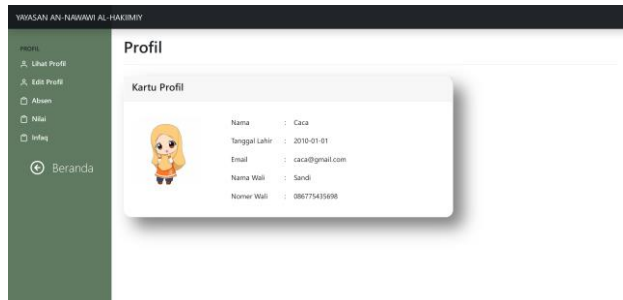 YAYASAN AN-NAWAWI AL-HAKIIMIY
PROFIL
Lihat Profil
Edit Profil
Absen
Nilai
Infaq
Beranda
Profil
Kartu Profil
Nama : Caca
Tanggal Lahir : 2010-01-01
Email : caca@gmail.com
Nama Wali : Sandi
Nomer Wali : 086775435698